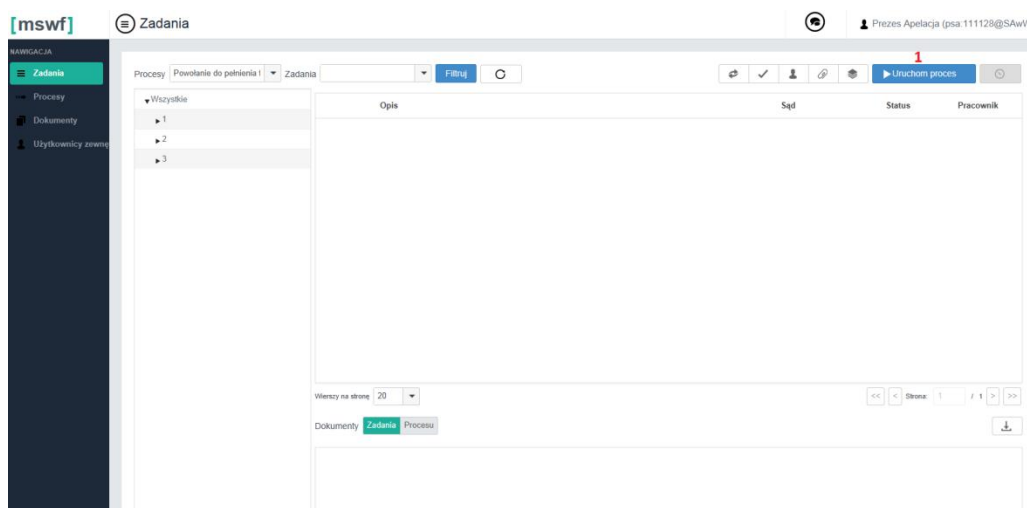 [mswf]
Zadania
Prezes Apelacja (psa:111128@SAwW
NAWIGACJA
Zadania
Procesy
Dokumenty
Użytkownicy zewnę
Procesy Powołanie do pełnienia f Zadania Filtruj
1
Uruchom proces
Wszystkie
1
2
3
Opis Sąd Status Pracownik
Wierszy na stronę 20
<< < Strona: 1 / 1 > >>
Dokumenty Zadania Procesu